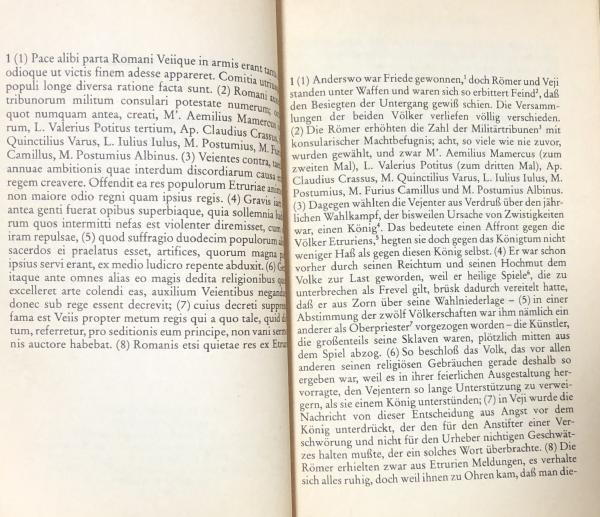 1 (1) Pace alibi parta Romani Veiique in armis erant tanta
odioque ut victis finem adesse appareret. Comitia utriusque
populi longe diversa ratione facta sunt. (2) Romani
tribunorum militum consulari potestate numerum; octo
quot numquam antea, creati, M'. Aemilius Mamercus
rum, L. Valerius Potitus tertium, Ap. Claudius Crassus,
Quinctilius Varus, L. Iulius Iulus, M. Postumius, M. Furius
Camillus, M. Postumius Albinus. (3) Veientes contra,
annuae ambitionis quae interdum discordiarum causa
regem creavere. Offendit ea res populorum Etruriae
non maiore odio regni quam ipsius regis. (4) Gravis
antea genti fuerat opibus superbiaque, quia sollemnia
rum quos intermitti nefas est violenter diremisset, cum
iram repulsae, (5) quod suffragio duodecim populorum
sacerdos ei praelatus esset, artifices, quorum magna
ipsius servi erant, ex medio ludicro repente abduxit. (6)
itaque ante omnes alias eo magis dedita religionibus
excelleret arte colendi eas, auxilium Veientibus
donec sub rege essent decrevit; (7) cuius decreti
fama est Veiis propter metum regis qui a quo tale,
tum, referretur, pro seditionis eum principe, non vani
nis auctore habebat. (8) Romanis etsi quietae res ex
1 (1) Anderswo war Friede gewonnen,¹ doch Römer und Veji
standen unter Waffen und waren sich so erbittert Feind², daß
den Besiegten der Untergang gewiß schien. Die Versamm-
lungen der beiden Völker verliefen völlig verschieden.
(2) Die Römer erhöhten die Zahl der Militärtribunen³ mit
konsularischer Machtbefugnis; acht, so viele wie nie zuvor,
wurden gewählt, und zwar M'. Aemilius Mamercus (zum
zweiten Mal), L. Valerius Potitus (zum dritten Mal), Ap.
Claudius Crassus, M. Quinctilius Varus, L. Iulius Iulus, M.
Postumius, M. Furius Camillus und M. Postumius Albinus.
(3) Dagegen wählten die Vejenter aus Verdruß über den jähr-
lichen Wahlkampf, der bisweilen Ursache von Zwistigkeit
war, einen König⁴. Das bedeutete einen Affront gegen die
Völker Etruriens,⁵ hegten sie doch gegen das Königtum nicht
weniger Haß als gegen diesen König selbst. (4) Er war schon
vorher durch seinen Reichtum und seinen Hochmut dem
Volke zur Last geworden, weil er heilige Spiele⁶, die zu
unterbrechen als Frevel gilt, brüsk dadurch vereitelt hatte,
daß er aus Zorn über seine Wahlniederlage – (5) in einer
Abstimmung der zwölf Völkerschaften war ihm nämlich ein
anderer als Oberpriester⁷ vorgezogen worden – die Künstler,
die großenteils seine Sklaven waren, plötzlich mitten aus
dem Spiel abzog. (6) So beschloß das Volk, das vor allen
anderen seinen religiösen Gebräuchen gerade deshalb so
ergeben war, weil es in ihrer feierlichen Ausgestaltung hervor-
ragte, den Vejentern so lange Unterstützung zu verwei-
gern, als sie einem König unterstünden; (7) in Veji wurde die
Nachricht von dieser Entscheidung aus Angst vor dem
König unterdrückt, der den für den Anstifter einer Ver-
schwörung und nicht für den Urheber nichtigen Geschwät-
zes halten mußte, der ein solches Wort überbrachte. (8) Die
Römer erhielten zwar aus Etrurien Meldungen, es verhalte
sich alles ruhig, doch weil ihnen zu Ohren kam, daß man die-